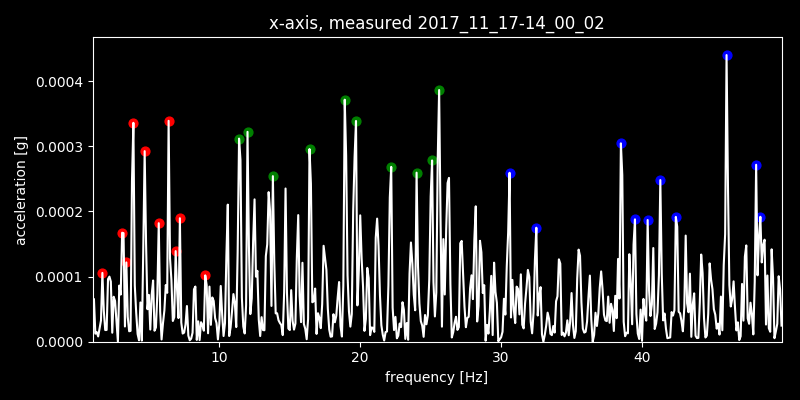 x-axis, measured 2017_11_17-14_00_02
acceleration [g]
0.0004
0.0003
0.0002
0.0001
0.0000
10 20 30 40
frequency [Hz]